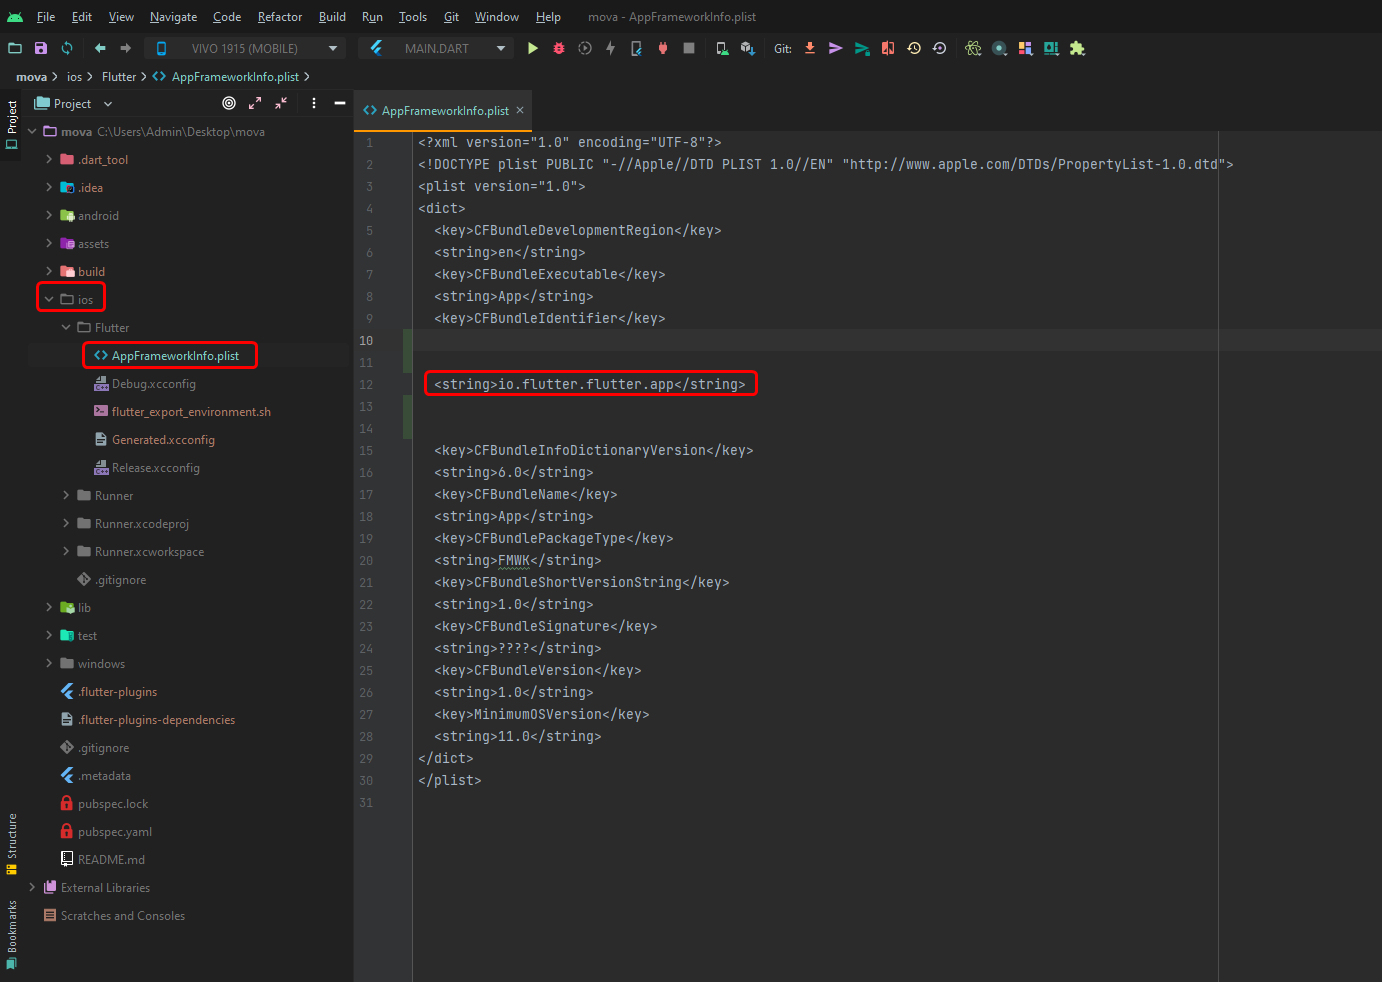 File Edit View Navigate Code Refactor Build Run Tools Git Window Help mova - AppFrameworkInfo.plist
VIVO 1915 (MOBILE) MAIN.DART Git:
mova ios Flutter AppFrameworkInfo.plist
Project
Project
mova C:\Users\Admin\Desktop\mova
.dart_tool
.idea
android
assets
build
ios
Flutter
AppFrameworkInfo.plist
Debug.xcconfig
flutter_export_environment.sh
Generated.xcconfig
Release.xcconfig
Runner
Runner.xcodeproj
Runner.xcworkspace
.gitignore
lib
test
windows
.flutter-plugins
.flutter-plugins-dependencies
.gitignore
.metadata
pubspec.lock
pubspec.yaml
README.md
External Libraries
Scratches and Consoles
Structure
Bookmarks
AppFrameworkInfo.plist
1 <?xml version="1.0" encoding="UTF-8"?>
2 <!DOCTYPE plist PUBLIC "-//Apple//DTD PLIST 1.0//EN" "http://www.apple.com/DTDs/PropertyList-1.0.dtd">
3 <plist version="1.0">
4 <dict>
5 <key>CFBundleDevelopmentRegion</key>
6 <string>en</string>
7 <key>CFBundleExecutable</key>
8 <string>App</string>
9 <key>CFBundleIdentifier</key>
10
11
12 <string>io.flutter.flutter.app</string>
13
14
15 <key>CFBundleInfoDictionaryVersion</key>
16 <string>6.0</string>
17 <key>CFBundleName</key>
18 <string>App</string>
19 <key>CFBundlePackageType</key>
20 <string>FMWK</string>
21 <key>CFBundleShortVersionString</key>
22 <string>1.0</string>
23 <key>CFBundleSignature</key>
24 <string>????</string>
25 <key>CFBundleVersion</key>
26 <string>1.0</string>
27 <key>MinimumOSVersion</key>
28 <string>11.0</string>
29 </dict>
30 </plist>
31